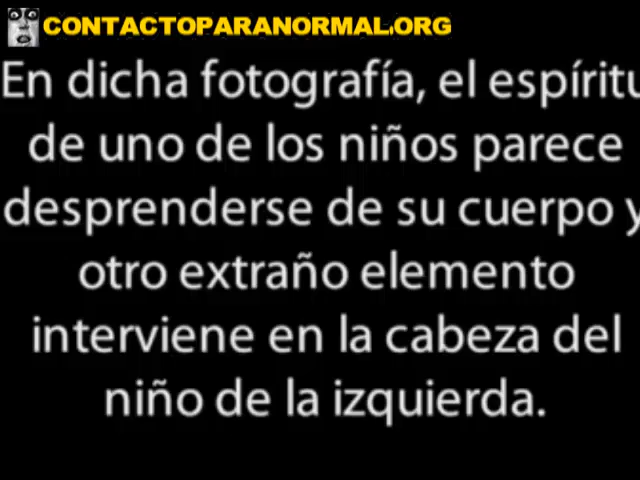 CONTACTOPARANORMAL.ORG
En dicha fotografía, el espíritu
de uno de los niños parece
desprenderse de su cuerpo y
otro extraño elemento
interviene en la cabeza del
niño de la izquierda.